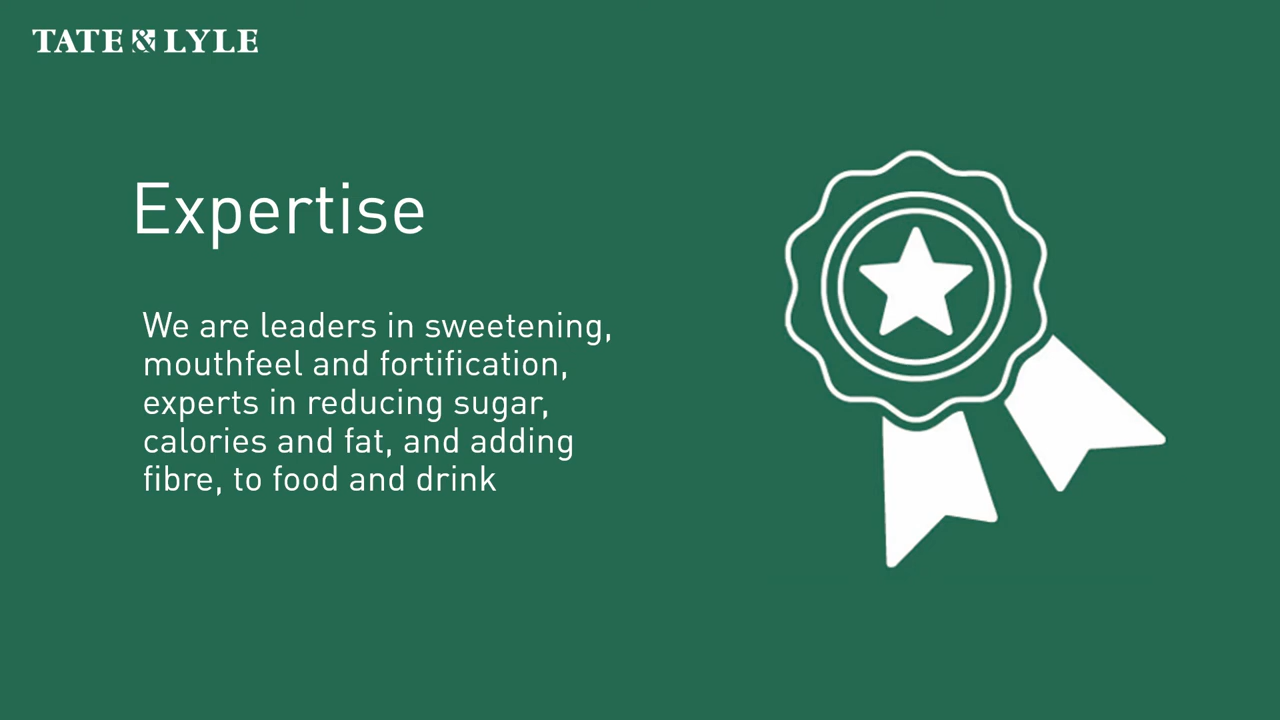 TATE & LYLE
Expertise
We are leaders in sweetening,
mouthfeel and fortification,
experts in reducing sugar,
calories and fat, and adding
fibre, to food and drink